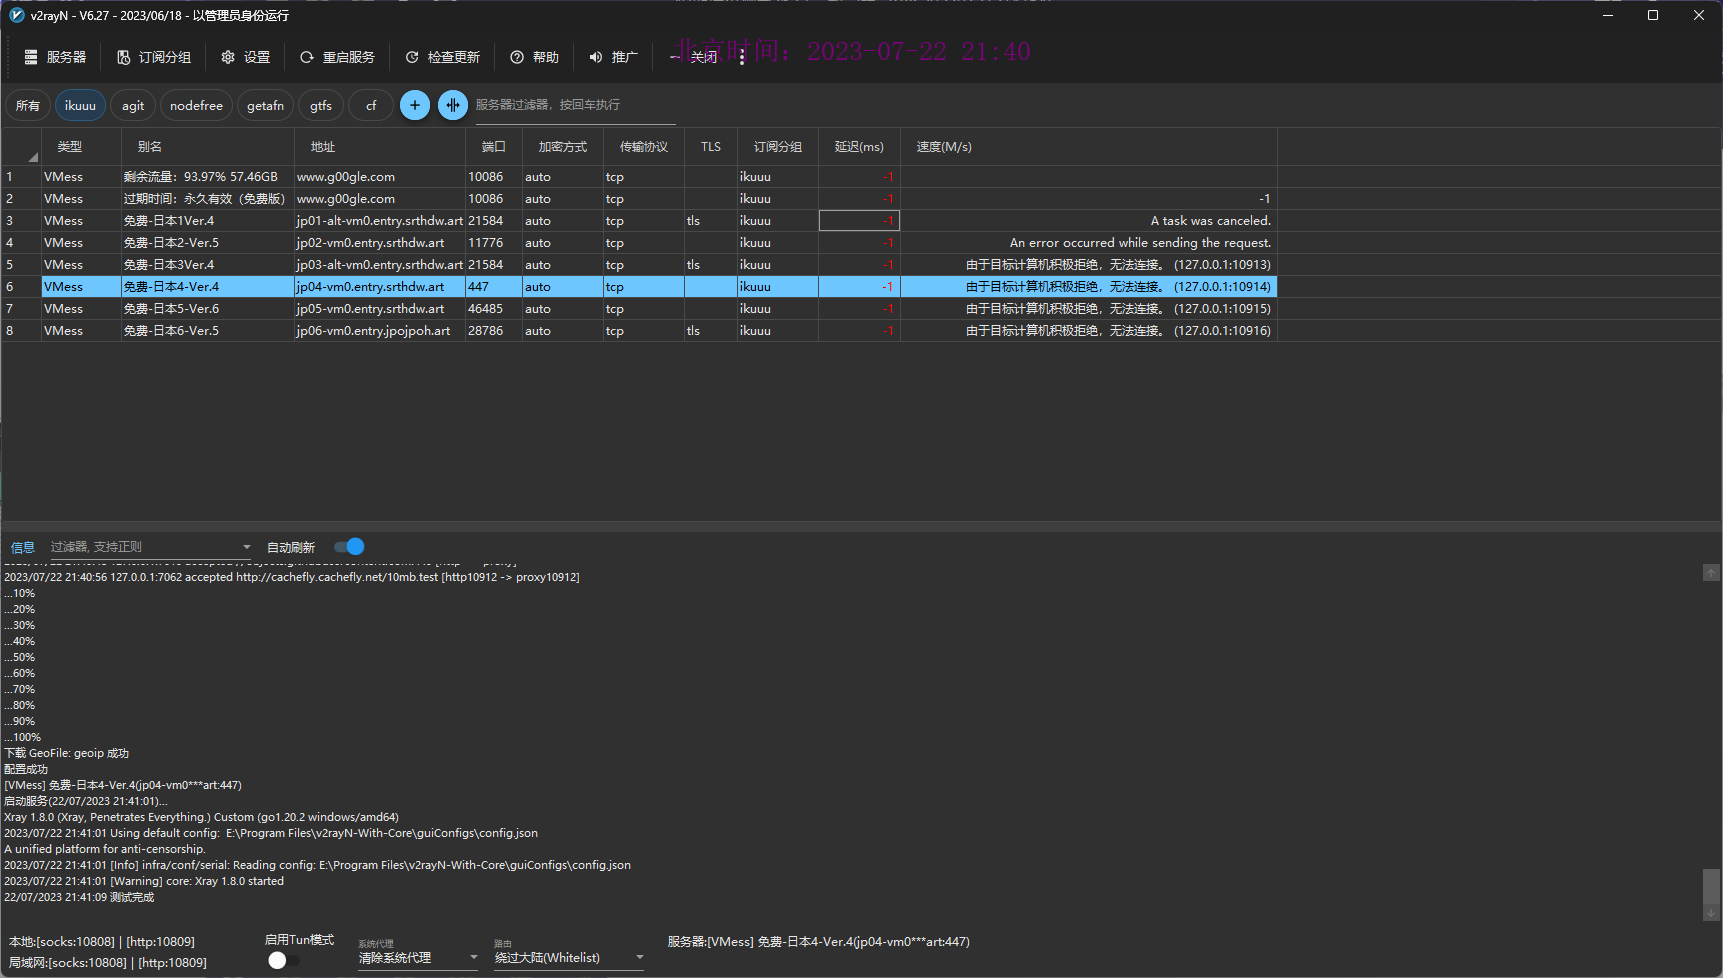 v2rayN - V6.27 - 2023/06/18 - 以管理员身份运行
服务器 订阅分组 设置 重启服务 检查更新 帮助 推广 关闭
北京时间：2023-07-22 21:40
所有 ikuuu agit nodefree getafn gtfs cf 服务器过滤器，按回车执行
类型 别名 地址 端口 加密方式 传输协议 TLS 订阅分组 延迟(ms) 速度(M/s)
1 VMess 剩余流量：93.97% 57.46GB www.g00gle.com 10086 auto tcp ikuuu -1
2 VMess 过期时间：永久有效（免费版） www.g00gle.com 10086 auto tcp ikuuu -1 -1
3 VMess 免费-日本1Ver.4 jp01-alt-vm0.entry.srthdw.art 21584 auto tcp tls ikuuu -1 A task was canceled.
4 VMess 免费-日本2-Ver.5 jp02-vm0.entry.srthdw.art 11776 auto tcp ikuuu -1 An error occurred while sending the request.
5 VMess 免费-日本3Ver.4 jp03-alt-vm0.entry.srthdw.art 21584 auto tcp tls ikuuu -1 由于目标计算机积极拒绝，无法连接。 (127.0.0.1:10913)
6 VMess 免费-日本4-Ver.4 jp04-vm0.entry.srthdw.art 447 auto tcp ikuuu -1 由于目标计算机积极拒绝，无法连接。 (127.0.0.1:10914)
7 VMess 免费-日本5-Ver.6 jp05-vm0.entry.srthdw.art 46485 auto tcp ikuuu -1 由于目标计算机积极拒绝，无法连接。 (127.0.0.1:10915)
8 VMess 免费-日本6-Ver.5 jp06-vm0.entry.jpojpoh.art 28786 auto tcp tls ikuuu -1 由于目标计算机积极拒绝，无法连接。 (127.0.0.1:10916)
信息 过滤器, 支持正则 自动刷新
2023/07/22 21:40:56 127.0.0.1:7062 accepted http://cachefly.cachefly.net/10mb.test [http10912 -> proxy10912]
...10%
...20%
...30%
...40%
...50%
...60%
...70%
...80%
...90%
...100%
下载 GeoFile: geoip 成功
配置成功
[VMess] 免费-日本4-Ver.4(jp04-vm0***art:447)
启动服务(22/07/2023 21:41:01)...
Xray 1.8.0 (Xray, Penetrates Everything.) Custom (go1.20.2 windows/amd64)
2023/07/22 21:41:01 Using default config:  E:\Program Files\v2rayN-With-Core\guiConfigs\config.json
A unified platform for anti-censorship.
2023/07/22 21:41:01 [Info] infra/conf/serial: Reading config: E:\Program Files\v2rayN-With-Core\guiConfigs\config.json
2023/07/22 21:41:01 [Warning] core: Xray 1.8.0 started
22/07/2023 21:41:09 测试完成
本地:[socks:10808] | [http:10809]
局域网:[socks:10808] | [http:10809]
启用Tun模式
系统代理
清除系统代理
路由
绕过大陆(Whitelist)
服务器:[VMess] 免费-日本4-Ver.4(jp04-vm0***art:447)